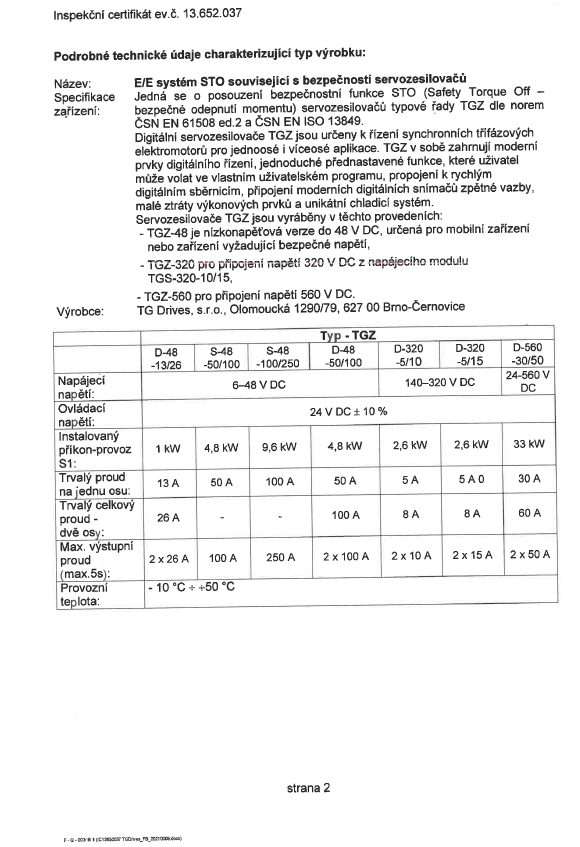 Inspekční certifikát ev.č. 13.652.037
Podrobné technické údaje charakterizující typ výrobku:
Název: E/E systém STO související s bezpečností servozesilovačů
Specifikace Jedná se o posouzení bezpečnostní funkce STO (Safety Torque Off –
zařízení: bezpečné odepnutí momentu) servozesilovačů typové řady TGZ dle norem
ČSN EN 61508 ed.2 a ČSN EN ISO 13849.
Digitální servozesilovače TGZ jsou určeny k řízení synchronních třífázových
elektromotorů pro jednoosé i víceosé aplikace. TGZ v sobě zahrnují moderní
prvky digitálního řízení, jednoduché přednastavené funkce, které uživatel
může volat ve vlastním uživatelském programu, propojení k rychlým
digitálním sběrnicím, připojení moderních digitálních snímačů zpětné vazby,
malé ztráty výkonových prvků a unikátní chladicí systém.
Servozesilovače TGZ jsou vyráběny v těchto provedeních:
- TGZ-48 je nízkonapěťová verze do 48 V DC, určená pro mobilní zařízení
nebo zařízení vyžadující bezpečné napětí,
- TGZ-320 pro připojení napětí 320 V DC z napájecího modulu
TGS-320-10/15,
- TGZ-560 pro připojení napětí 560 V DC.
Výrobce: TG Drives, s.r.o., Olomoucká 1290/79, 627 00 Brno-Černovice
Typ - TGZ
D-48 S-48 S-48 D-48 D-320 D-320 D-560
-13/26 -50/100 -100/250 -50/100 -5/10 -5/15 -30/50
Napájecí napětí: 6–48 V DC 140–320 V DC 24-560 V DC
Ovládací napětí: 24 V DC ± 10 %
Instalovaný příkon-provoz S1: 1 kW 4,8 kW 9,6 kW 4,8 kW 2,6 kW 2,6 kW 33 kW
Trvalý proud na jednu osu: 13 A 50 A 100 A 50 A 5 A 5 A 0 30 A
Trvalý celkový proud - dvě osy: 26 A - - 100 A 8 A 8 A 60 A
Max. výstupní proud (max.5s): 2 x 26 A 100 A 250 A 2 x 100 A 2 x 10 A 2 x 15 A 2 x 50 A
Provozní teplota: - 10 °C ÷ +50 °C
strana 2